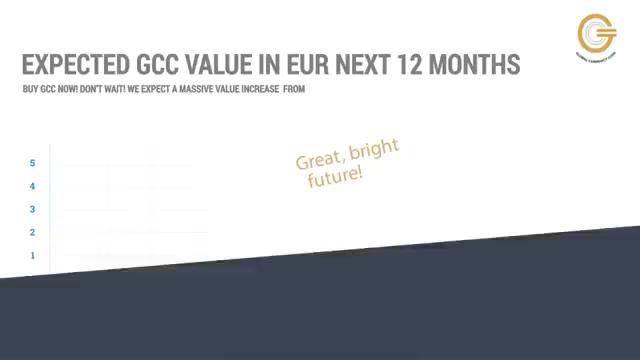 EXPECTED GCC VALUE IN EUR NEXT 12 MONTHS
BUY GCC NOW! DON'T WAIT! WE EXPECT A MASSIVE VALUE INCREASE FROM
Great, bright
future!
5
4
3
2
1